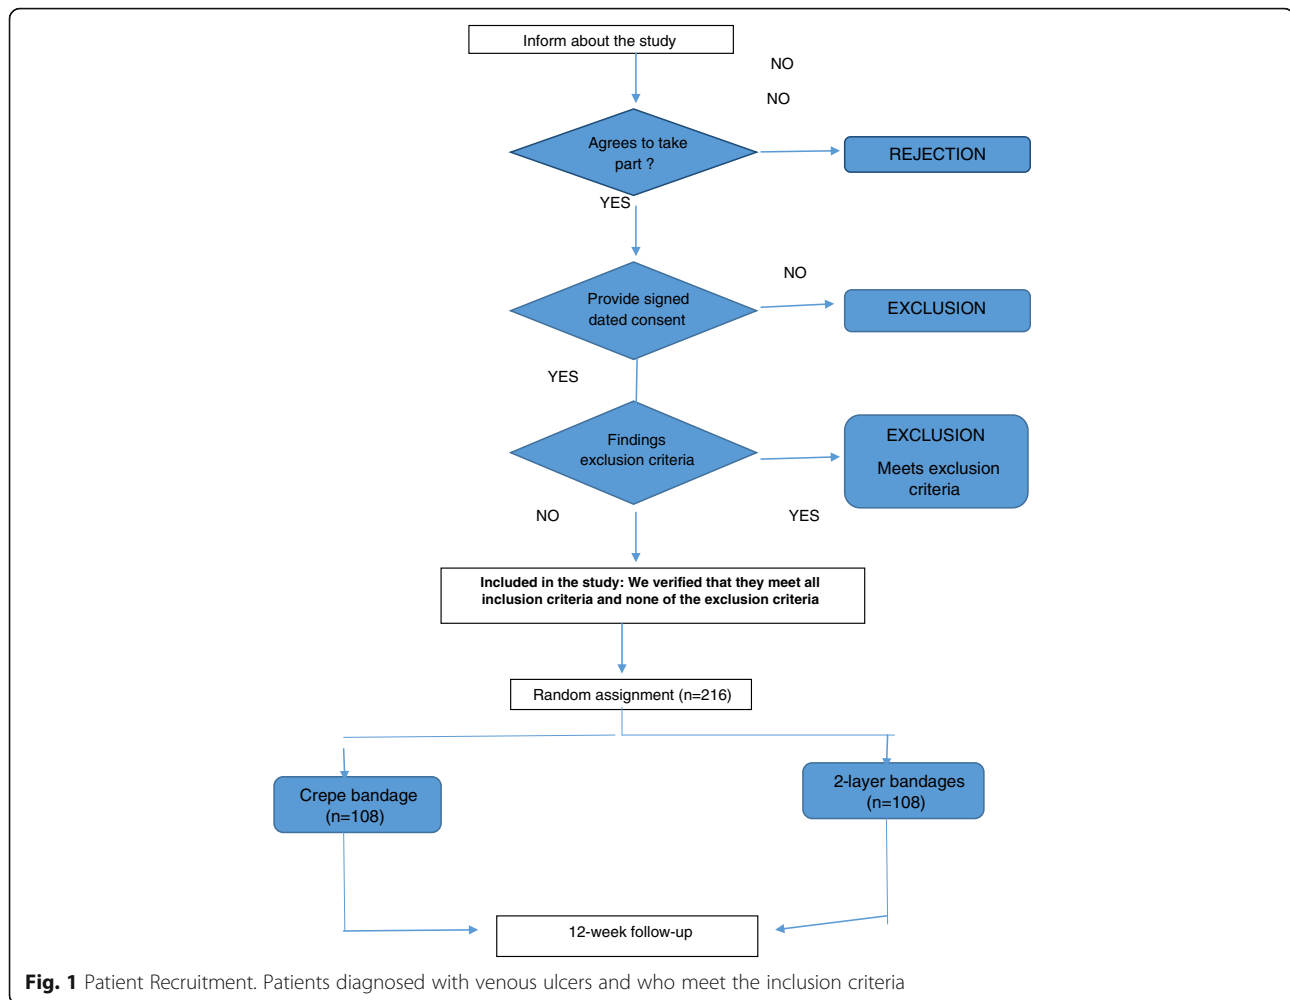 Inform about the study
NO
NO
Agrees to take
part ?
REJECTION
YES
NO
Provide signed
dated consent
EXCLUSION
YES
Findings
exclusion criteria
EXCLUSION
Meets exclusion
criteria
NO
YES
Included in the study: We verified that they meet all
inclusion criteria and none of the exclusion criteria
Random assignment (n=216)
Crepe bandage
(n=108)
2-layer bandages
(n=108)
12-week follow-up
Fig. 1 Patient Recruitment. Patients diagnosed with venous ulcers and who meet the inclusion criteria